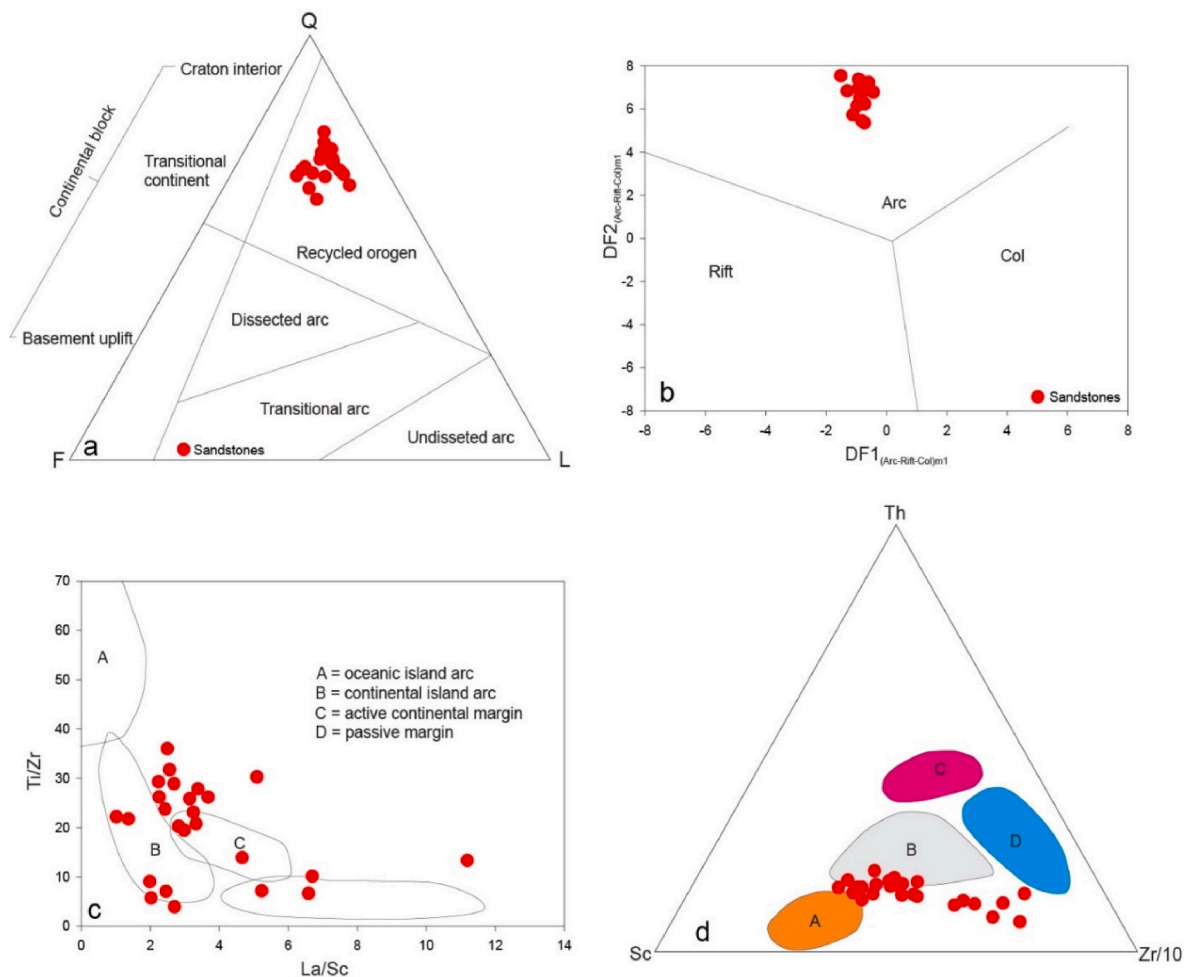 Q
Craton interior
Continental block
Transitional
continent
Recycled orogen
Basement uplift
Dissected arc
Transitional arc
Undisseted arc
F
a
Sandstones
L
8
6
4
2
0
-2
-4
-6
-8
DF2(Arc-Rift-Col)m1
Arc
Rift
Col
b
Sandstones
-8 -6 -4 -2 0 2 4 6 8
DF1(Arc-Rift-Col)m1
70
60
50
40
30
20
10
0
Ti/Zr
A
A = oceanic island arc
B = continental island arc
C = active continental margin
D = passive margin
B
C
c
0 2 4 6 8 10 12 14
La/Sc
Th
C
B
D
A
d
Sc
Zr/10